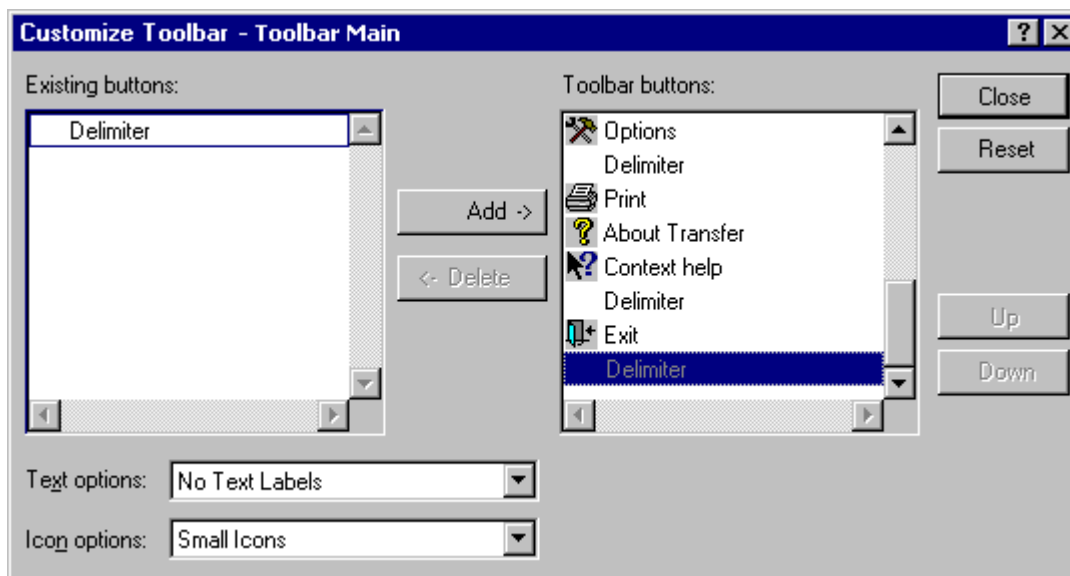 Customize Toolbar - Toolbar Main
Existing buttons:
Delimiter
Add ->
<- Delete
Toolbar buttons:
Options
Delimiter
Print
About Transfer
Context help
Delimiter
Exit
Delimiter
Close
Reset
Up
Down
Text options: No Text Labels
Icon options: Small Icons